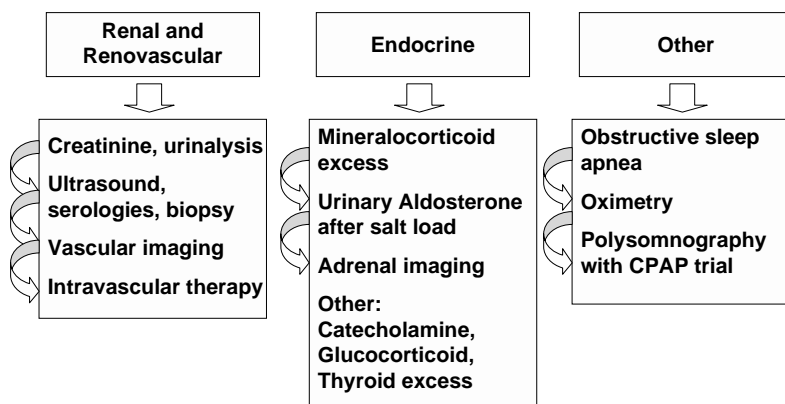 Renal and
Renovascular
Creatinine, urinalysis
Ultrasound,
serologies, biopsy
Vascular imaging
Intravascular therapy
Endocrine
Mineralocorticoid
excess
Urinary Aldosterone
after salt load
Adrenal imaging
Other:
Catecholamine,
Glucocorticoid,
Thyroid excess
Other
Obstructive sleep
apnea
Oximetry
Polysomnography
with CPAP trial